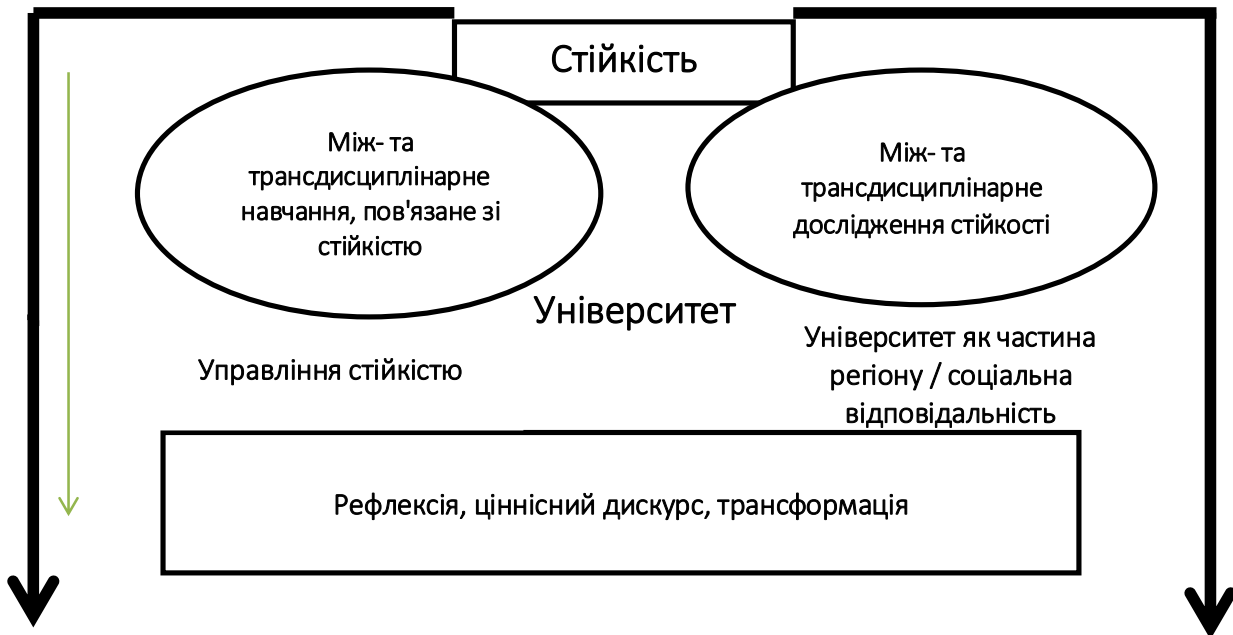 Стійкість
Між- та
трансдисциплінарне
навчання, пов'язане зі
стійкістю
Між- та
трансдисциплінарне
дослідження стійкості
Університет
Управління стійкістю
Університет як частина
регіону / соціальна
відповідальність
Рефлексія, ціннісний дискурс, трансформація